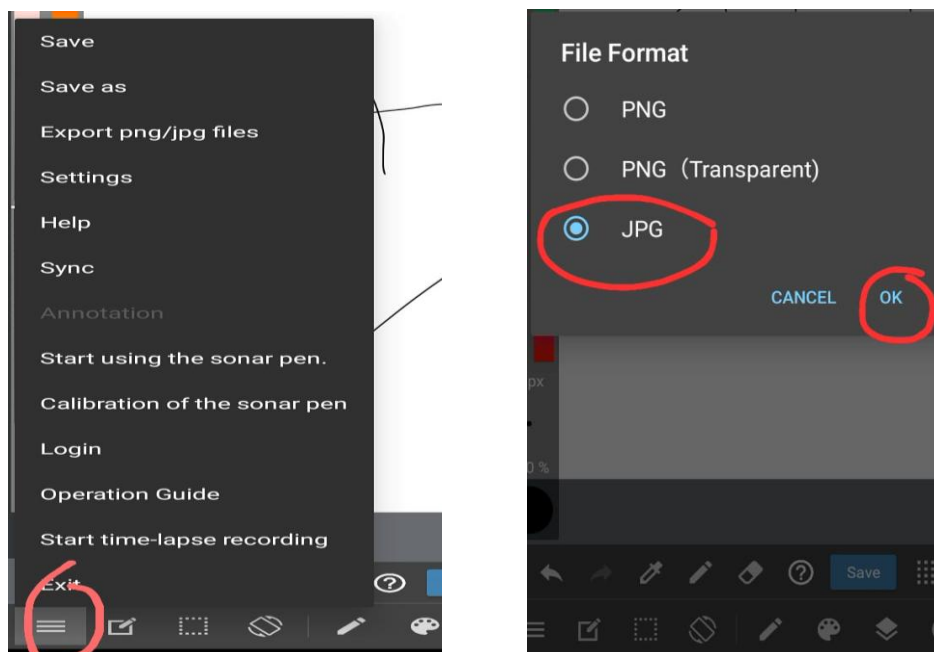 Save
Save as
Export png/jpg files
Settings
Help
Sync
Annotation
Start using the sonar pen.
Calibration of the sonar pen
Login
Operation Guide
Start time-lapse recording
Exit
File Format
PNG
PNG (Transparent)
JPG
CANCEL
OK
px
0 %
Save